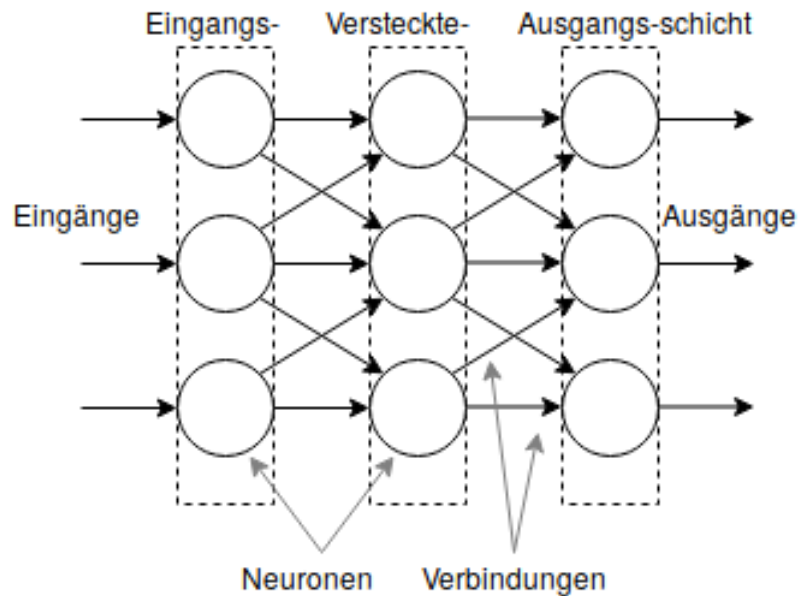 Eingangs- Versteckte- Ausgangs-schicht
Eingänge
Ausgänge
Neuronen
Verbindungen